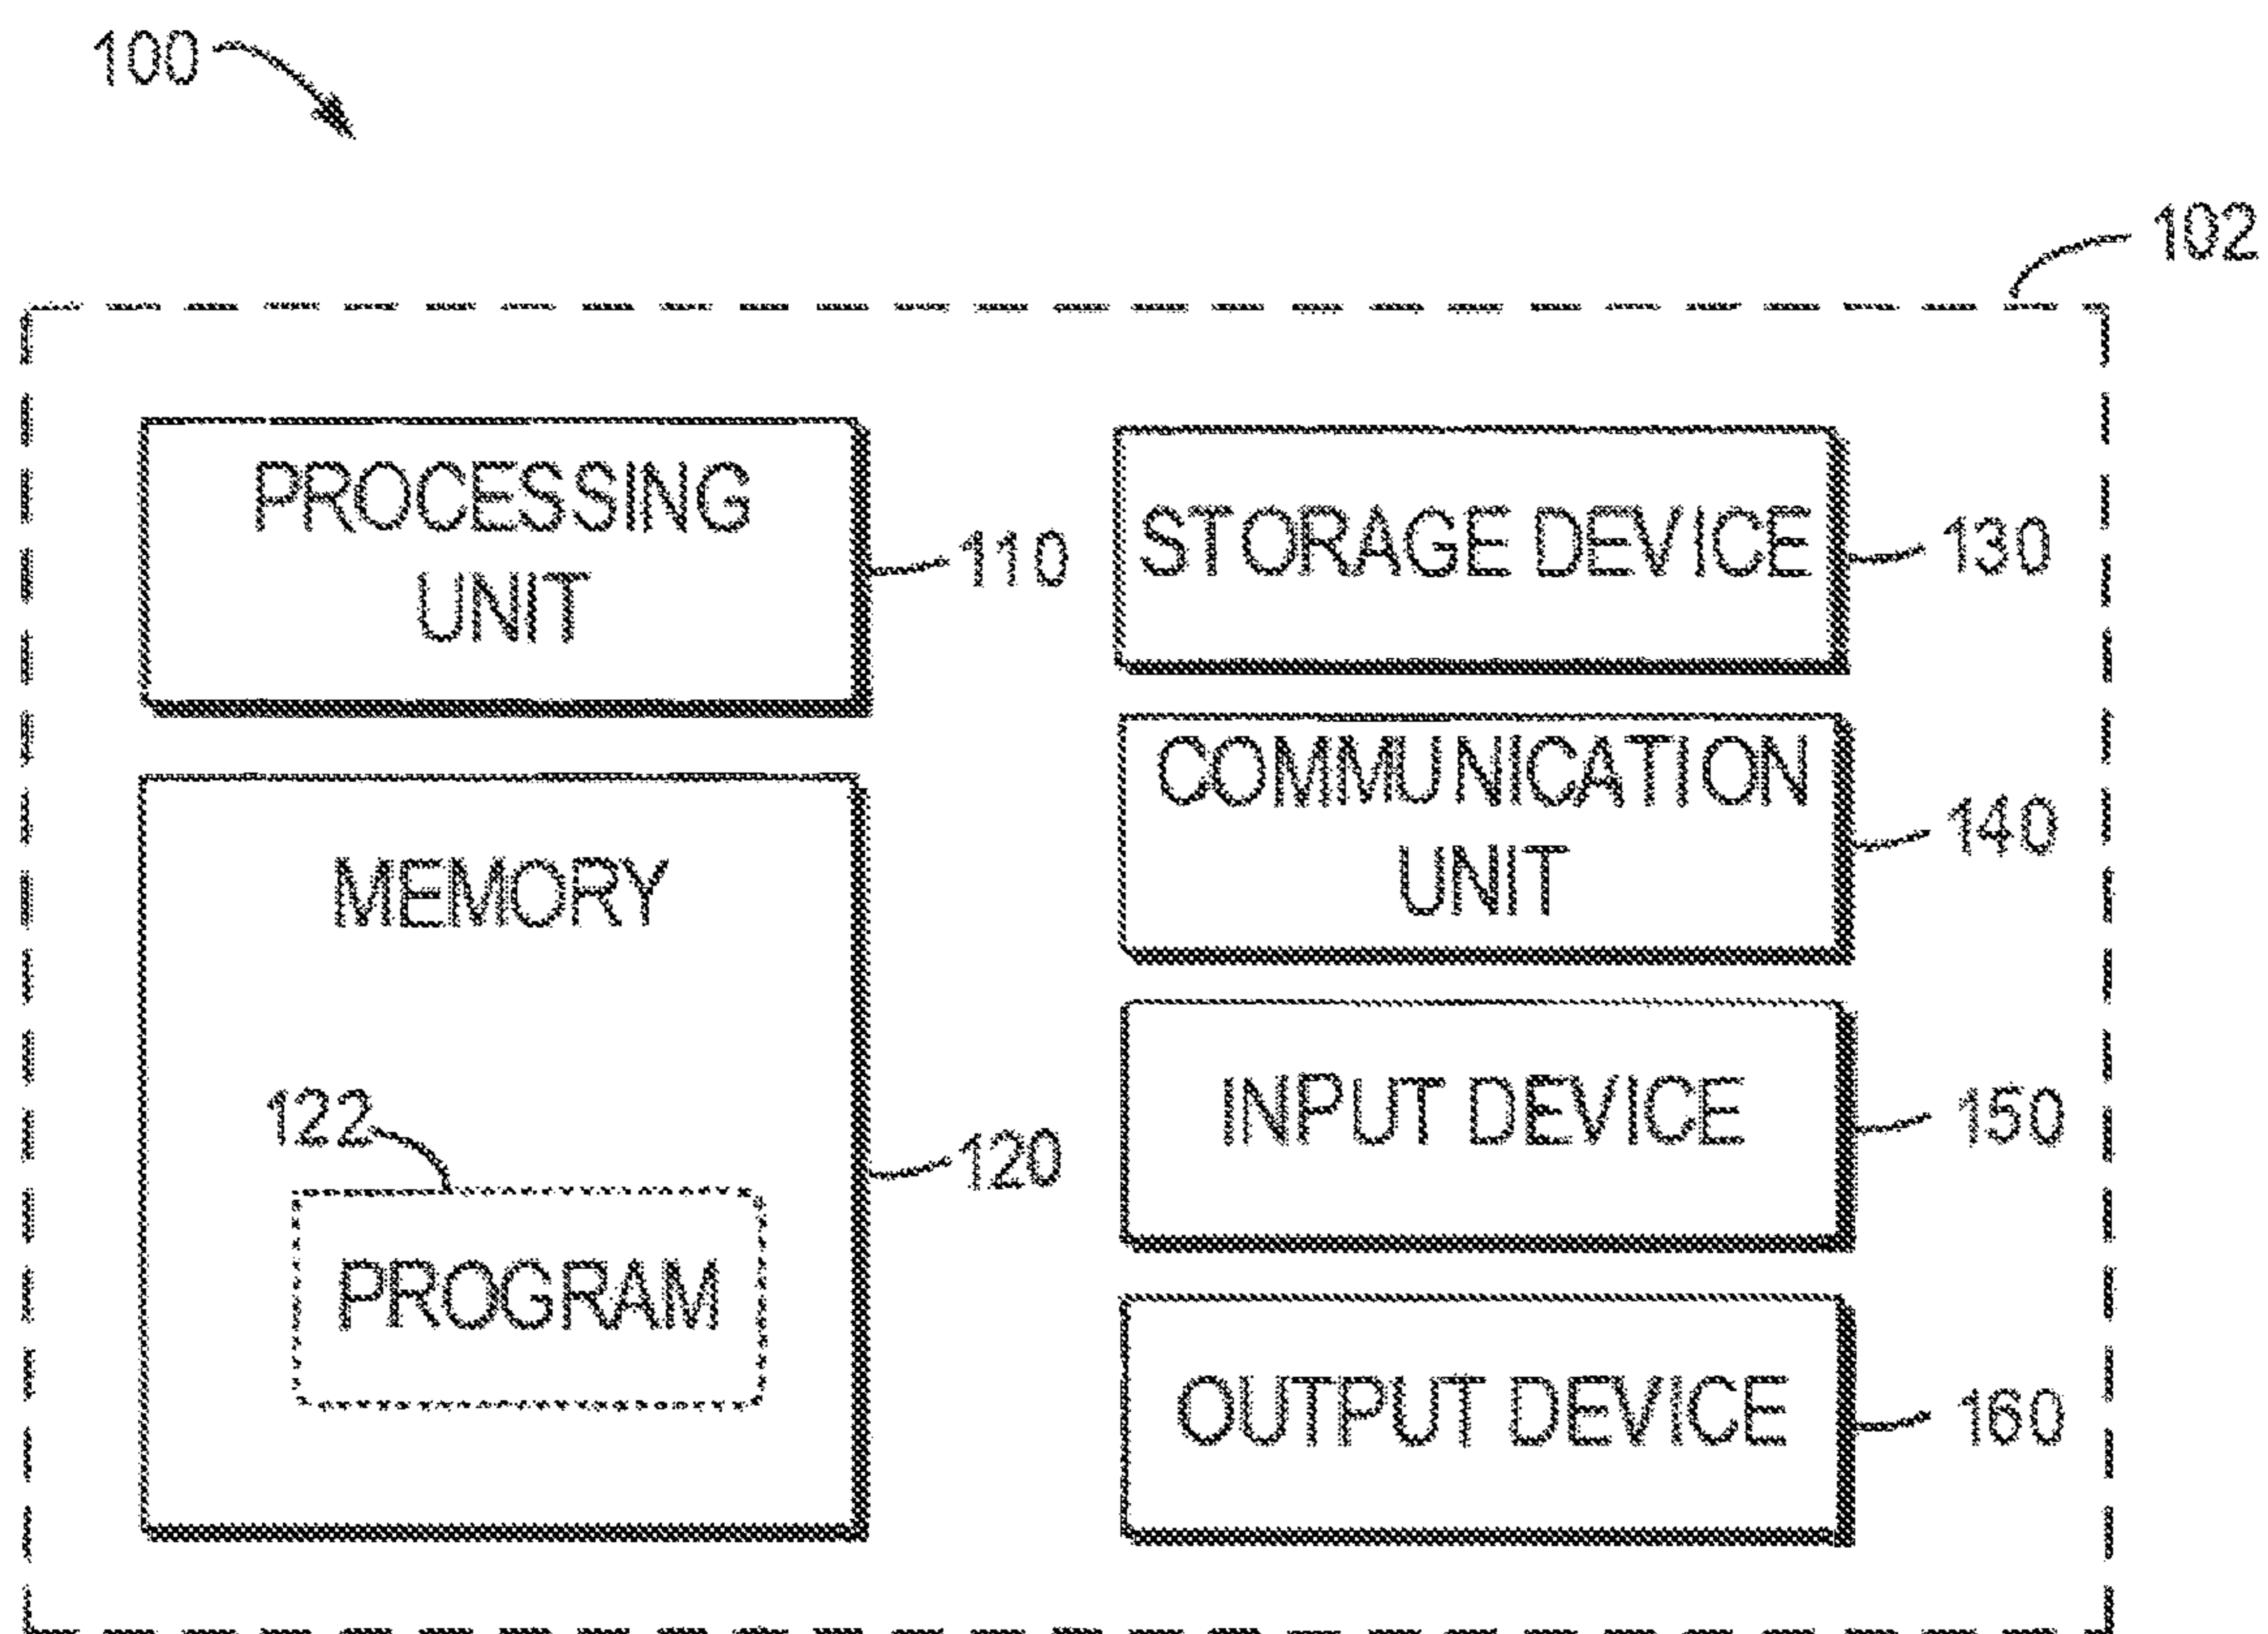 100
102
PROCESSING
UNIT
110
MEMORY
122
PROGRAM
120
STORAGE DEVICE
130
COMMUNICATION
UNIT
140
INPUT DEVICE
150
OUTPUT DEVICE
160